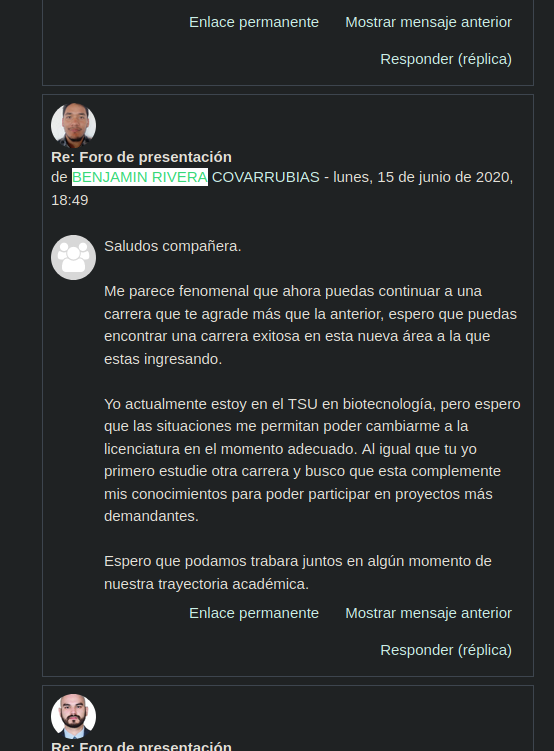 Enlace permanente Mostrar mensaje anterior
Responder (réplica)
Re: Foro de presentación
de BENJAMIN RIVERA COVARRUBIAS - lunes, 15 de junio de 2020,
18:49
Saludos compañera.
Me parece fenomenal que ahora puedas continuar a una
carrera que te agrade más que la anterior, espero que puedas
encontrar una carrera exitosa en esta nueva área a la que
estas ingresando.
Yo actualmente estoy en el TSU en biotecnología, pero espero
que las situaciones me permitan poder cambiarme a la
licenciatura en el momento adecuado. Al igual que tu yo
primero estudie otra carrera y busco que esta complemente
mis conocimientos para poder participar en proyectos más
demandantes.
Espero que podamos trabara juntos en algún momento de
nuestra trayectoria académica.
Enlace permanente Mostrar mensaje anterior
Responder (réplica)
Re: Foro de presentación